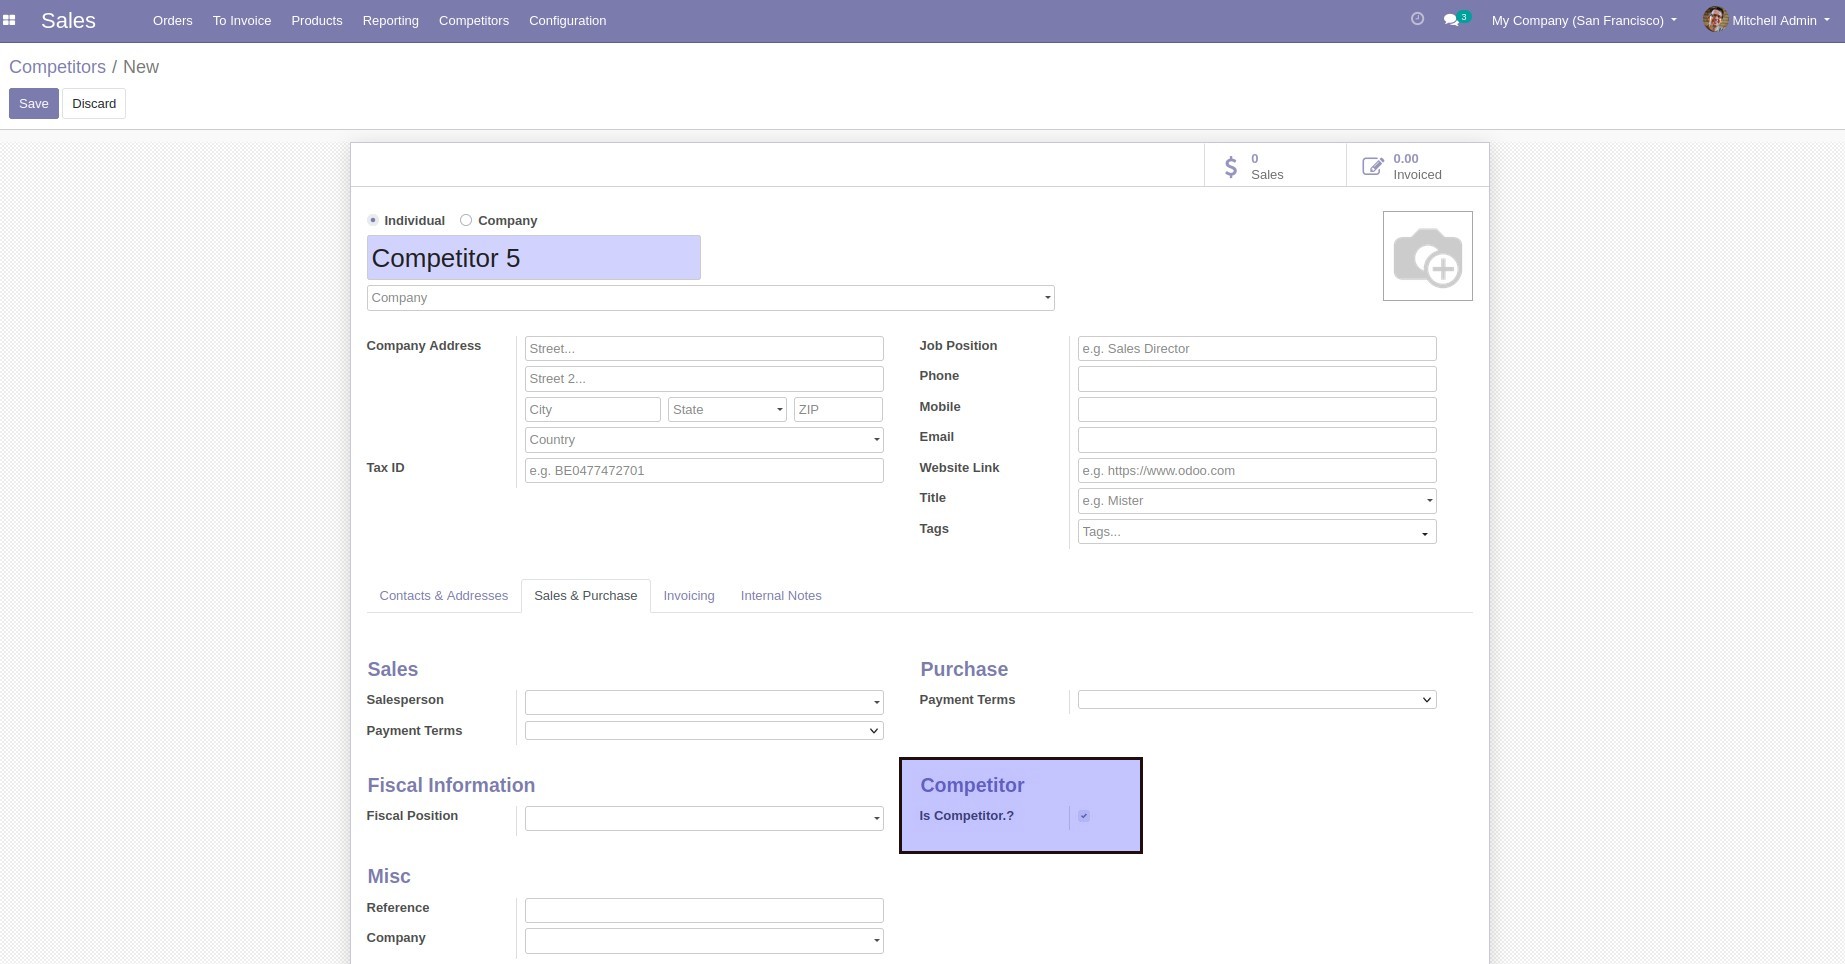 Sales Orders To Invoice Products Reporting Competitors Configuration 3 My Company (San Francisco) Mitchell Admin
Competitors / New
Save Discard
0
Sales
0.00
Invoiced
Individual Company
Competitor 5
Company
Company Address Street...
Street 2...
City State ZIP
Country
Tax ID e.g. BE0477472701
Job Position e.g. Sales Director
Phone
Mobile
Email
Website Link e.g. https://www.odoo.com
Title e.g. Mister
Tags Tags...
Contacts & Addresses Sales & Purchase Invoicing Internal Notes
Sales
Salesperson
Payment Terms
Purchase
Payment Terms
Fiscal Information
Fiscal Position
Competitor
Is Competitor.?
Misc
Reference
Company